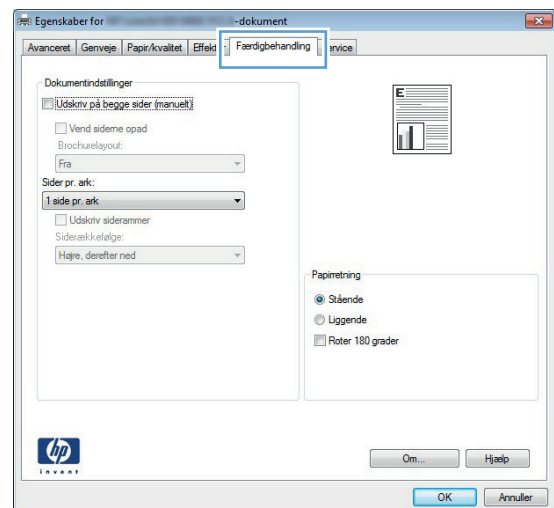 Egenskaber for
-dokument
Avanceret Genveje Papir/kvalitet Effekt Færdigbehandling ervice
Dokumentindstillinger
Udskriv på begge sider (manuelt)
Vend siderne opad
Brochurelayout:
Fra
Sider pr. ark:
1 side pr. ark
Udskriv siderammer
Siderækkefølge:
Højre, derefter ned
E
Papirretning
Stående
Liggende
Roter 180 grader
hp
invent
Om... Hjælp
OK Annuller